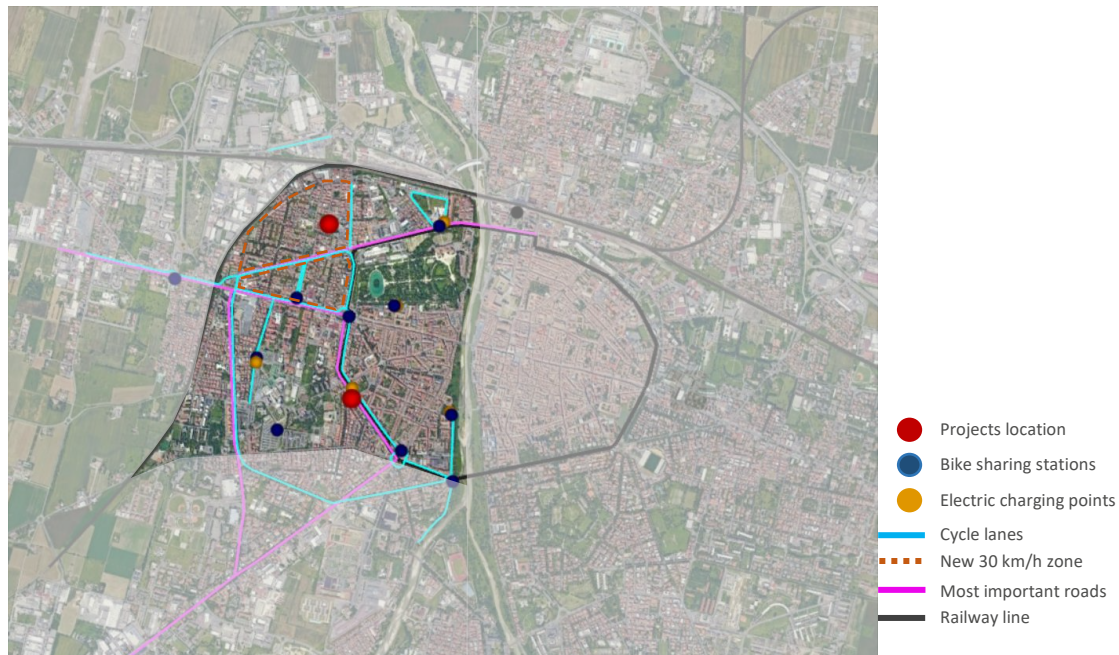 Projects location
Bike sharing stations
Electric charging points
Cycle lanes
New 30 km/h zone
Most important roads
Railway line